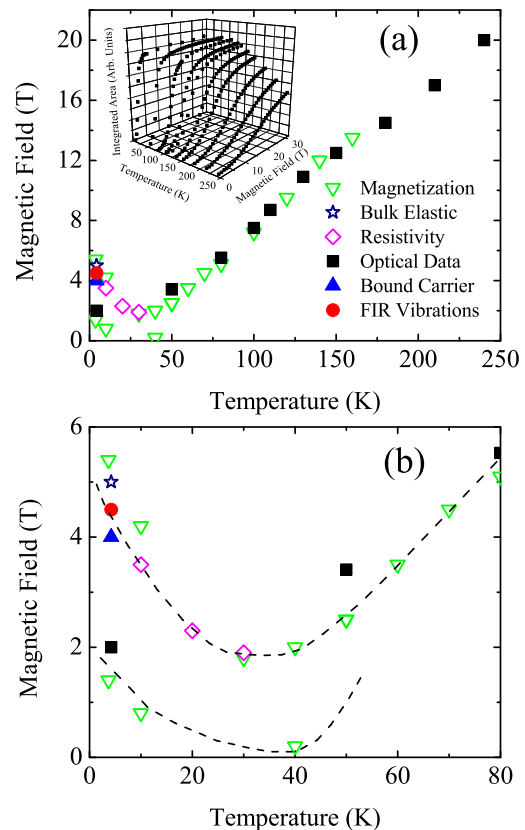 (a)
20
16
12
8
4
0
Magnetic Field (T)
Integrated Area (Arb. Units)
50
100
150
200
250
Temperature (K)
0
10
20
30
Magnetic Field (T)
Magnetization
Bulk Elastic
Resistivity
Optical Data
Bound Carrier
FIR Vibrations
0 50 100 150 200 250
Temperature (K)
(b)
6
4
2
0
Magnetic Field (T)
0 20 40 60 80
Temperature (K)